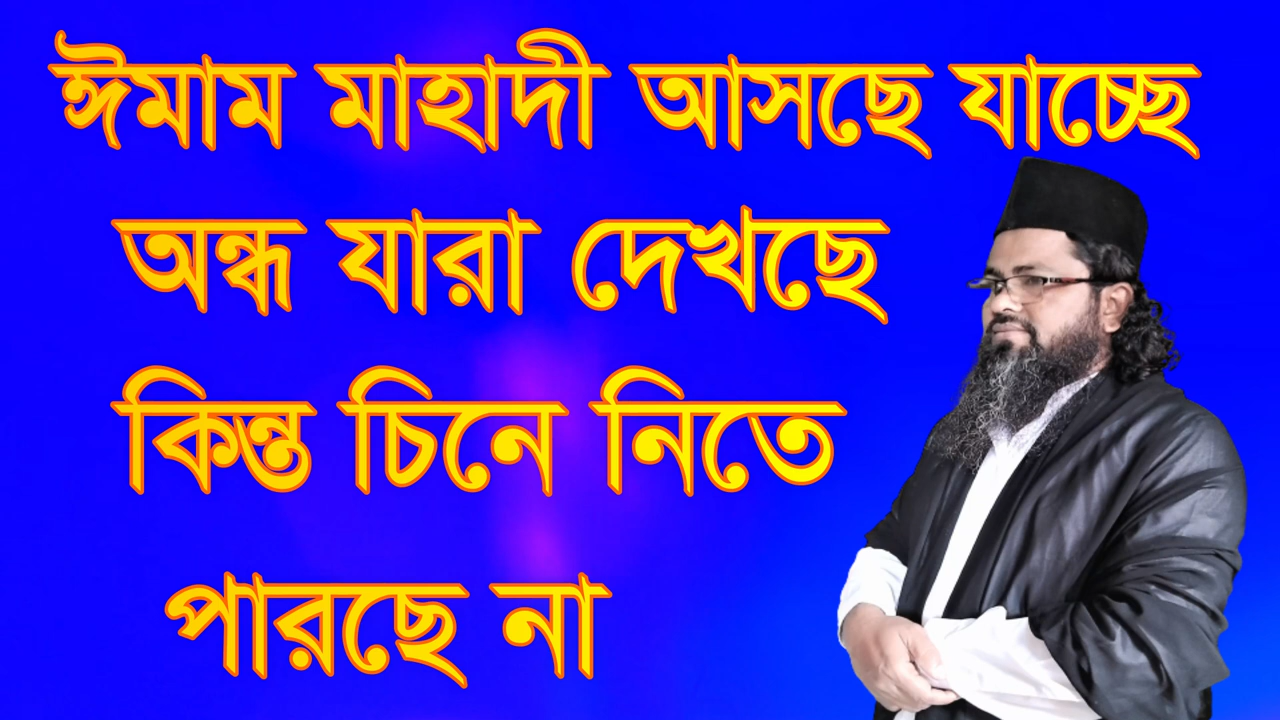 ঈমাম মাহাদী আসছে যাচ্ছে
অন্ধ যারা দেখছে
কিন্ত চিনে নিতে
পারছে না